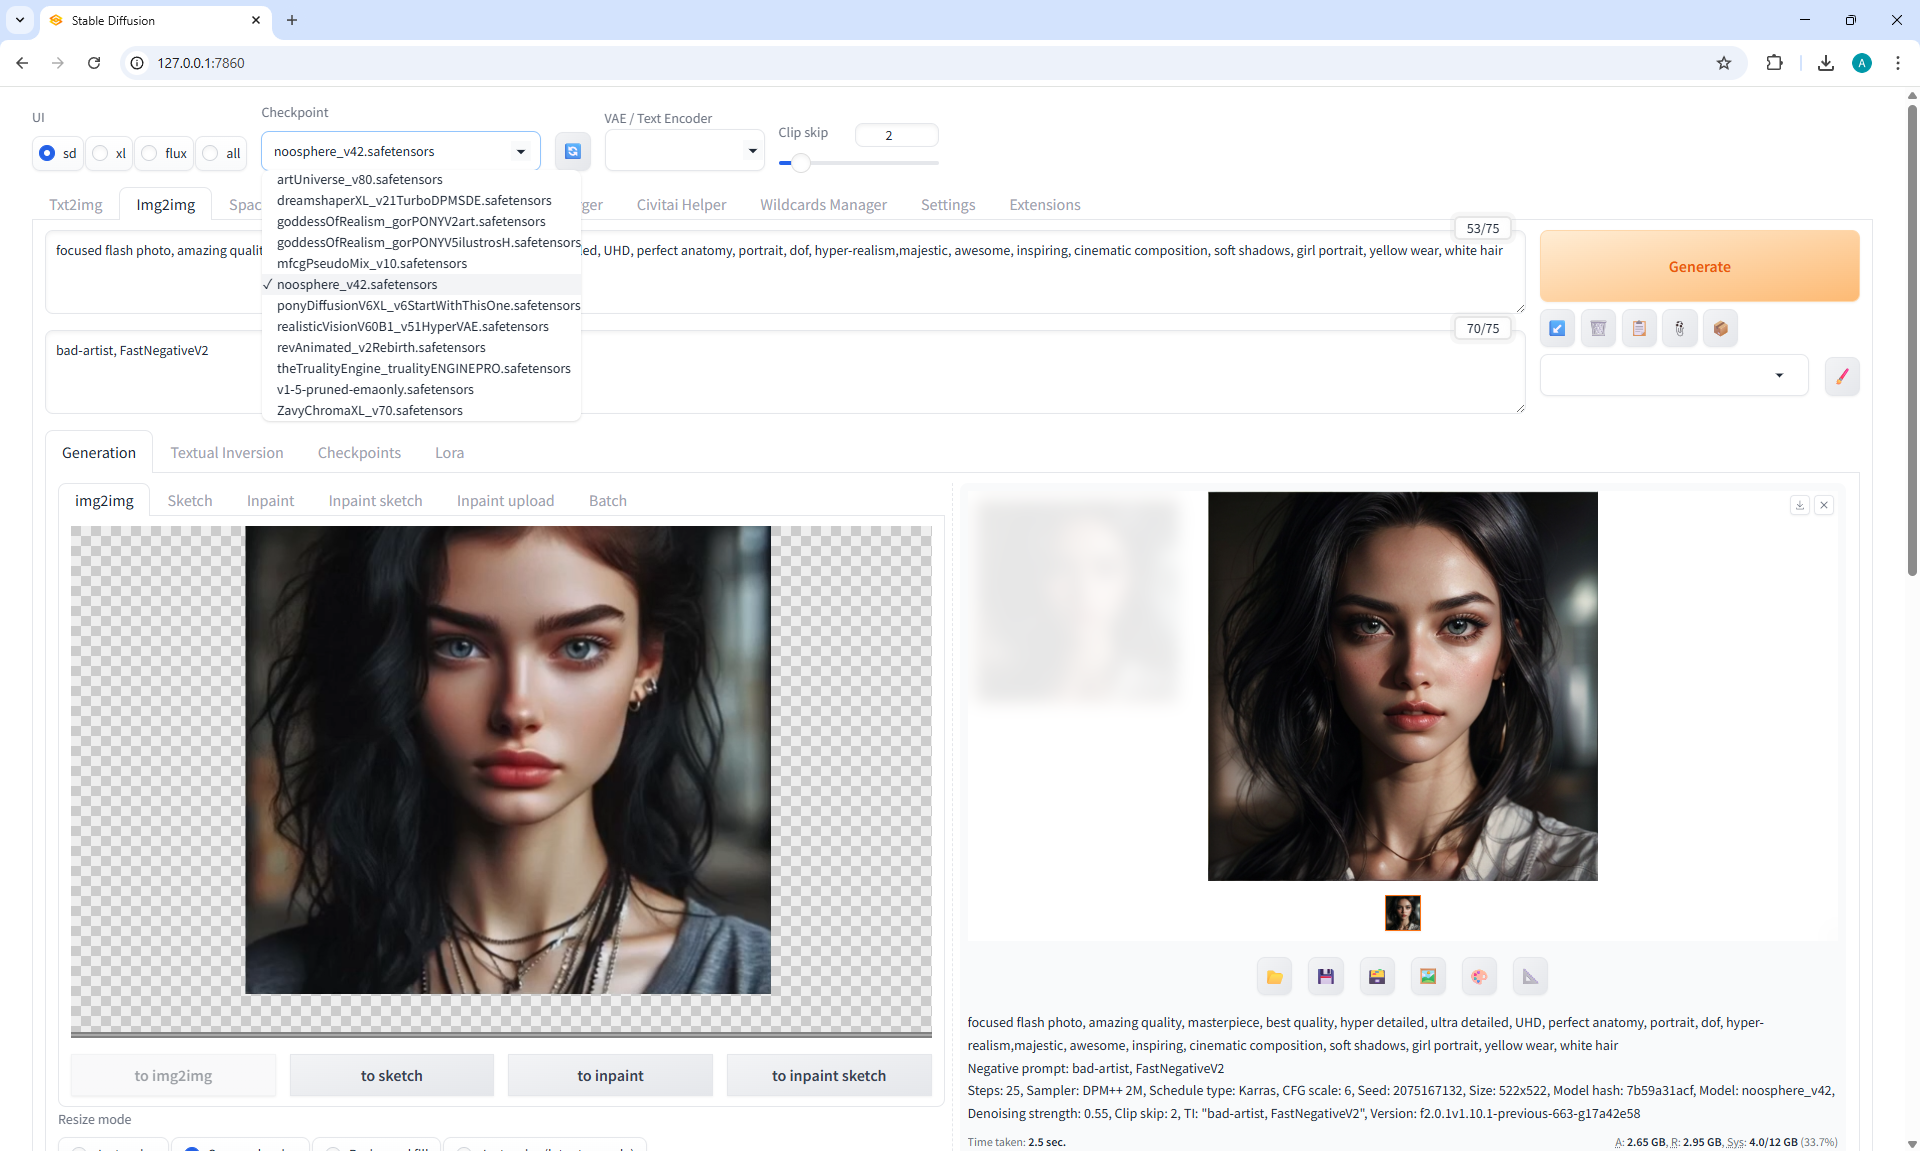 Stable Diffusion
127.0.0.1:7860
A
UI
Checkpoint
VAE / Text Encoder
Clip skip
2
sd
xl
flux
all
noosphere_v42.safetensors
artUniverse_v80.safetensors
dreamshaperXL_v21TurboDPMSDE.safetensors
goddessOfRealism_gorPONYV2art.safetensors
goddessOfRealism_gorPONYV5ilustrosH.safetensors
mfcgPseudoMix_v10.safetensors
✓ noosphere_v42.safetensors
ponyDiffusionV6XL_v6StartWithThisOne.safetensors
realisticVisionV60B1_v51HyperVAE.safetensors
revAnimated_v2Rebirth.safetensors
theTrualityEngine_trualityENGINEPRO.safetensors
v1-5-pruned-emaonly.safetensors
ZavyChromaXL_v70.safetensors
Txt2img
Img2img
Spac
ger
Civitai Helper
Wildcards Manager
Settings
Extensions
53/75
focused flash photo, amazing qualit
ed, UHD, perfect anatomy, portrait, dof, hyper-realism,majestic, awesome, inspiring, cinematic composition, soft shadows, girl portrait, yellow wear, white hair
Generate
70/75
bad-artist, FastNegativeV2
Generation
Textual Inversion
Checkpoints
Lora
img2img
Sketch
Inpaint
Inpaint sketch
Inpaint upload
Batch
to img2img
to sketch
to inpaint
to inpaint sketch
Resize mode
focused flash photo, amazing quality, masterpiece, best quality, hyper detailed, ultra detailed, UHD, perfect anatomy, portrait, dof, hyper-
realism,majestic, awesome, inspiring, cinematic composition, soft shadows, girl portrait, yellow wear, white hair
Negative prompt: bad-artist, FastNegativeV2
Steps: 25, Sampler: DPM++ 2M, Schedule type: Karras, CFG scale: 6, Seed: 2075167132, Size: 522x522, Model hash: 7b59a31acf, Model: noosphere_v42,
Denoising strength: 0.55, Clip skip: 2, TI: "bad-artist, FastNegativeV2", Version: f2.0.1v1.10.1-previous-663-g17a42e58
Time taken: 2.5 sec.
A: 2.65 GB, R: 2.95 GB, Sys: 4.0/12 GB (33.7%)